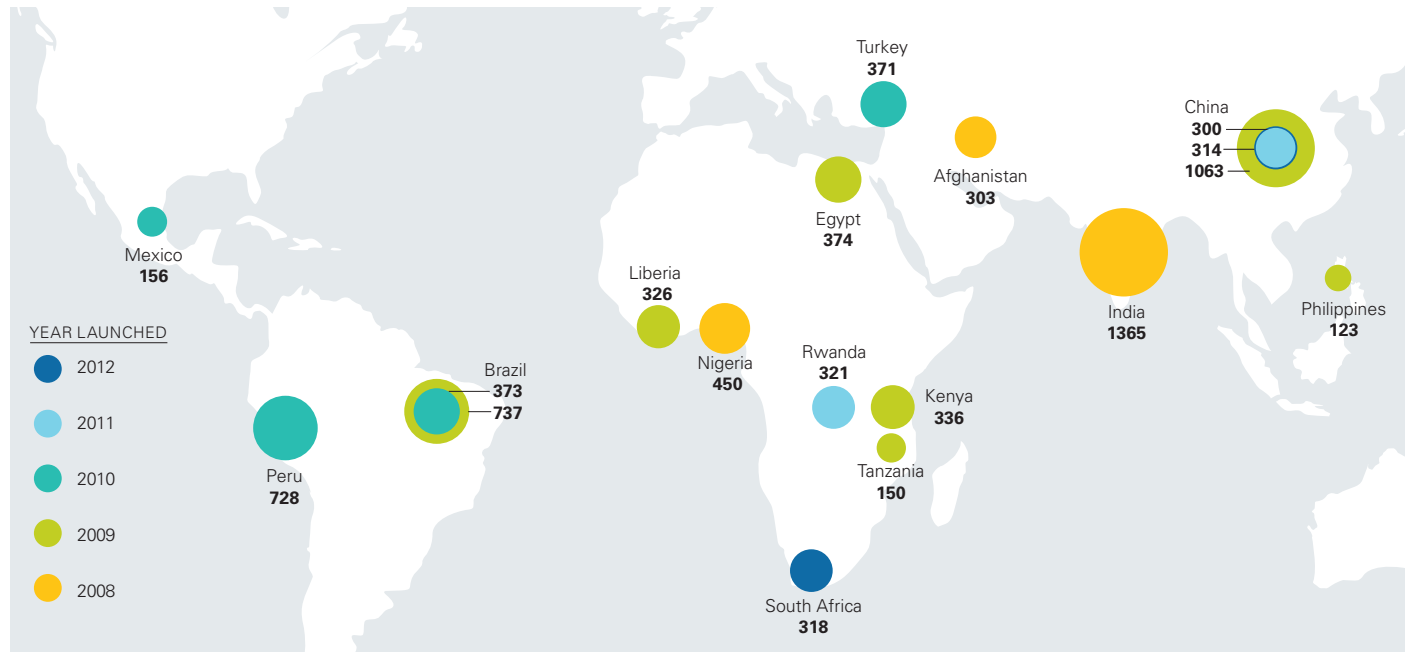 Turkey
371
China
300
314
1063
Afghanistan
303
Egypt
374
Mexico
156
Liberia
326
Nigeria
450
India
1365
Philippines
123
YEAR LAUNCHED
2012
2011
2010
2009
2008
Rwanda
321
Kenya
336
Brazil
373
737
Peru
728
Tanzania
150
South Africa
318